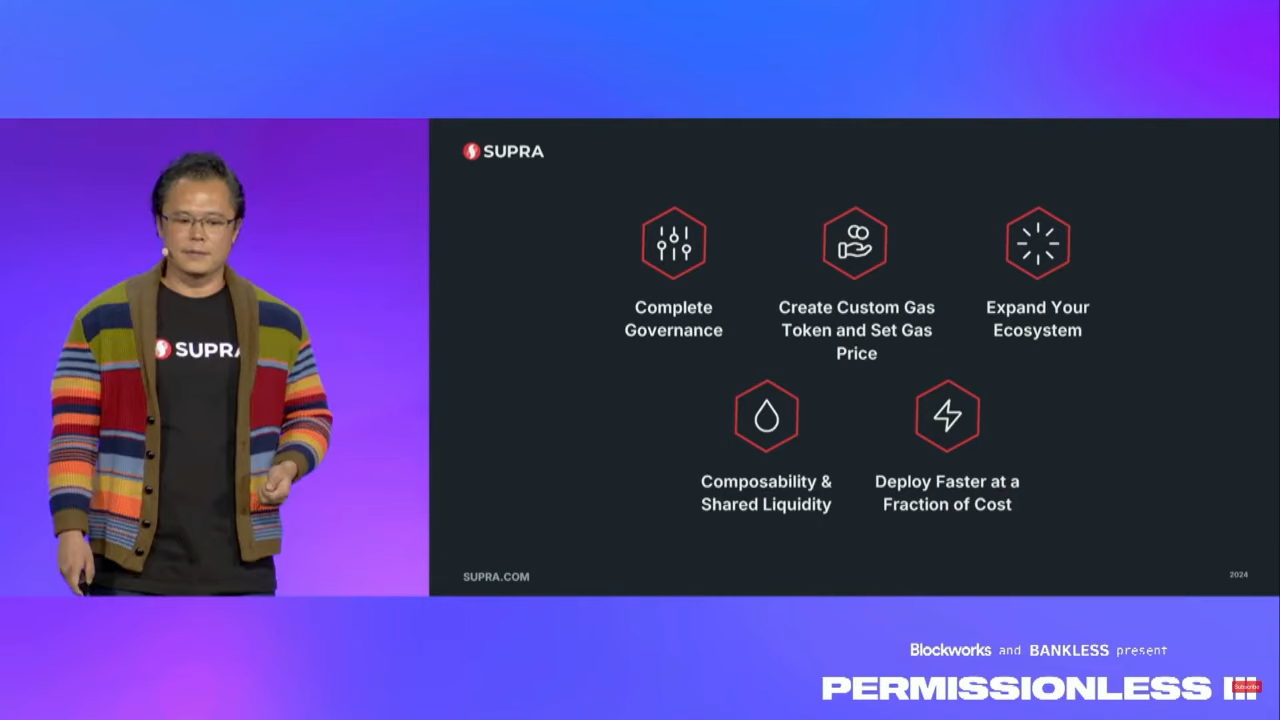 SUPRA
SUPRA
Complete
Governance
Create Custom Gas
Token and Set Gas
Price
Expand Your
Ecosystem
Composability &
Shared Liquidity
Deploy Faster at a
Fraction of Cost
SUPRA.COM
2024
Blockworks and BANKLESS present
PERMISSIONLESS III
Subscribe